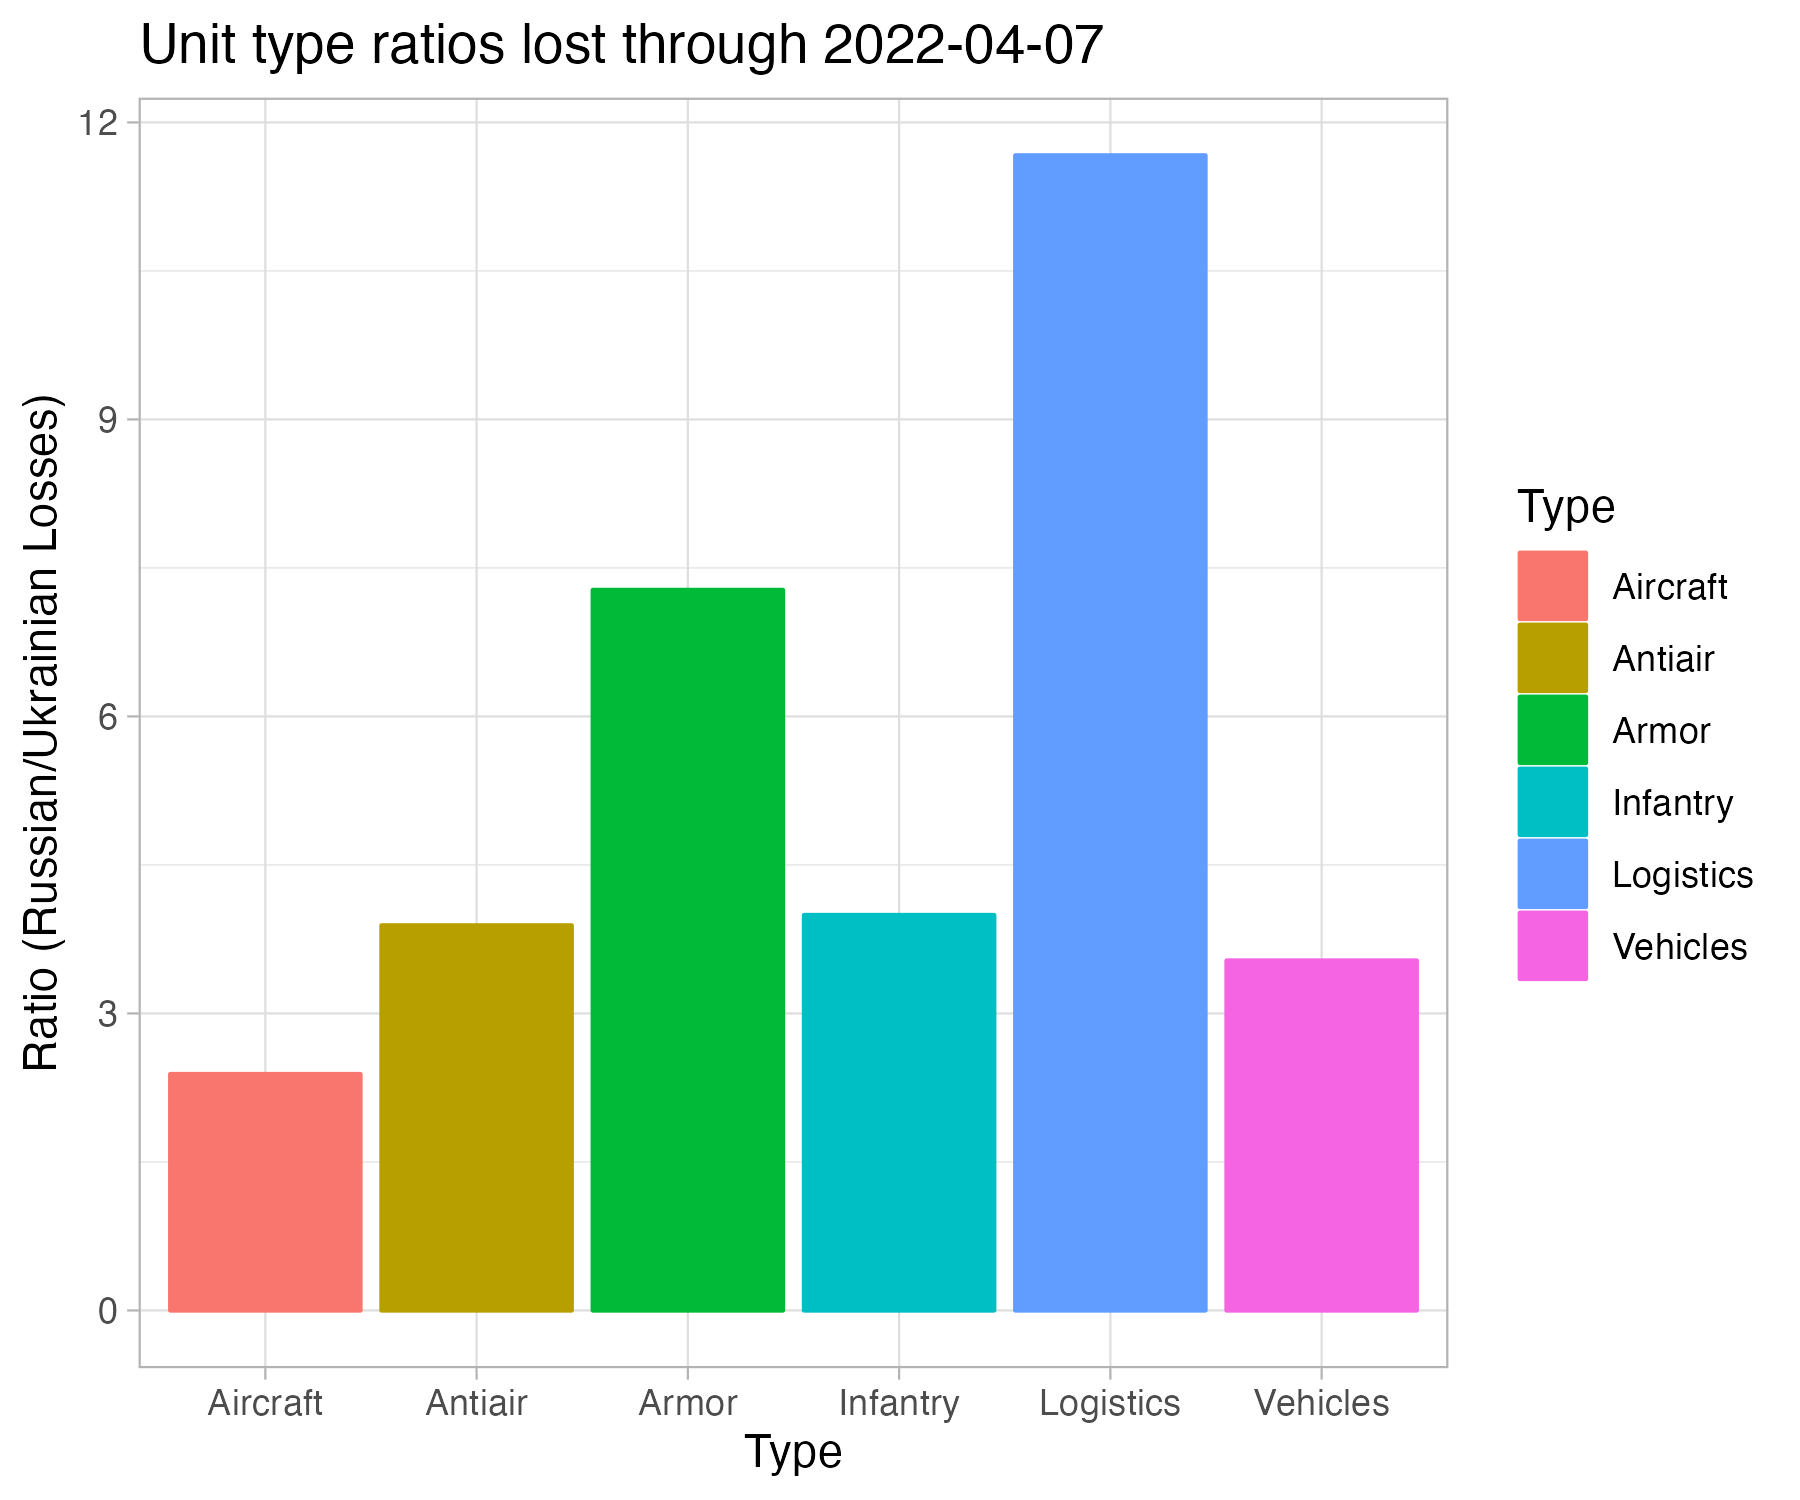 Unit type ratios lost through 2022-04-07
Ratio (Russian/Ukrainian Losses)
12
9
6
3
0
Aircraft Antiair Armor Infantry Logistics Vehicles
Type
Type
Aircraft
Antiair
Armor
Infantry
Logistics
Vehicles